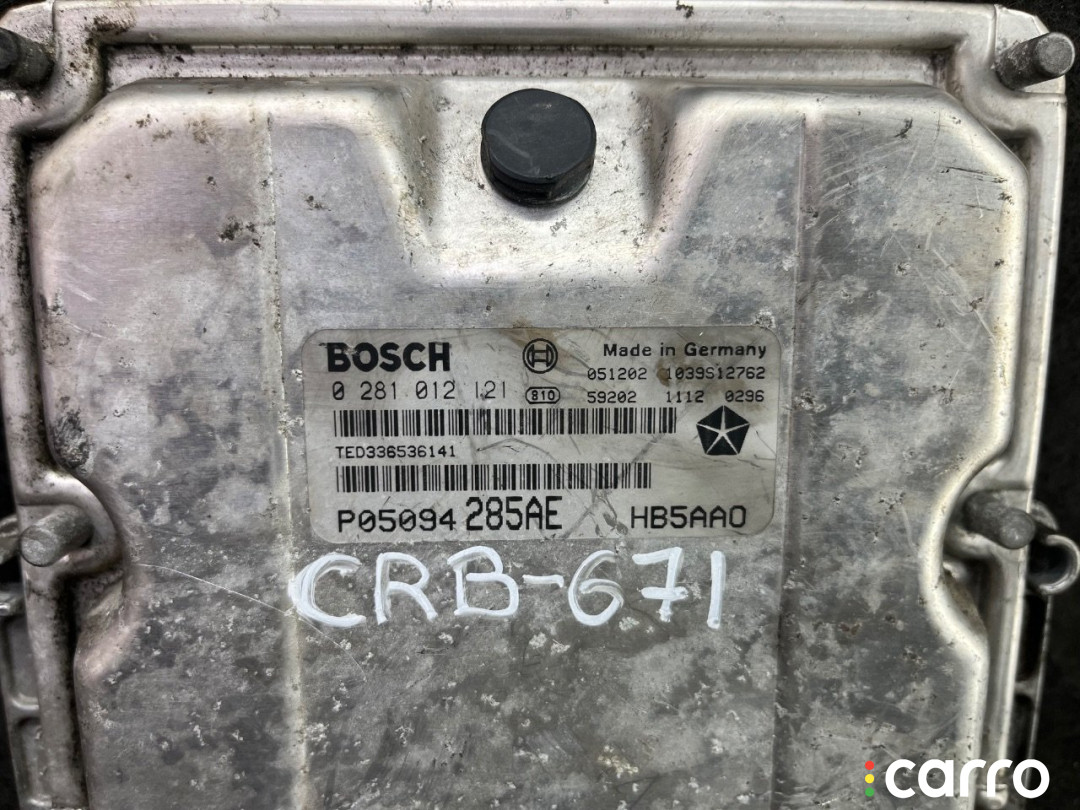 BOSCH
Made in Germany
0 281 012 121
810
051202 1039S12762
59202 1112 0296
TED336536141
P05094 285AE HB5AA0
CRB-671
carro